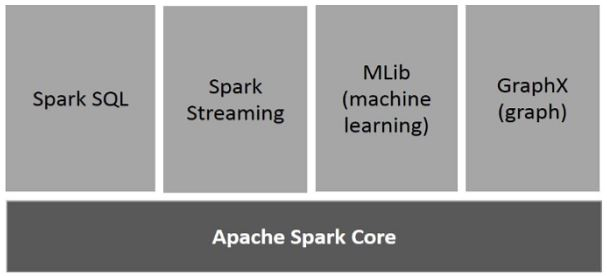 Spark SQL
Spark
Streaming
MLib
(machine
learning)
GraphX
(graph)
Apache Spark Core